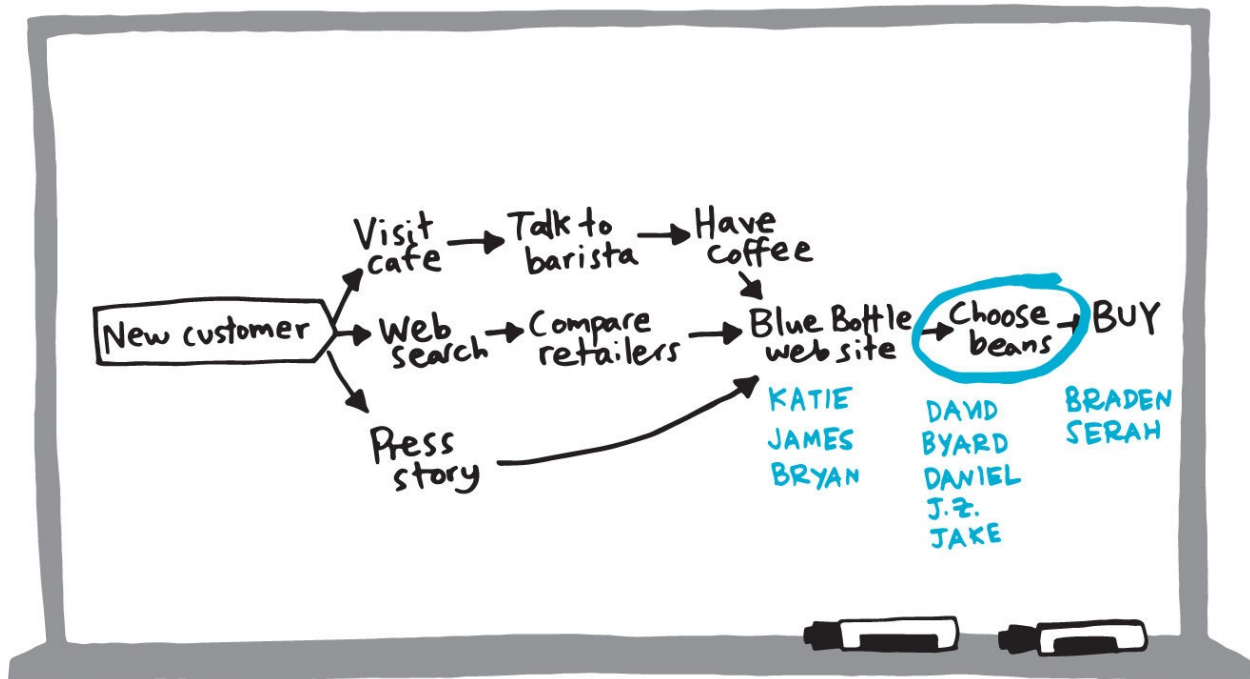 Visit
cafe
Talk to
barista
Have
coffee
New customer
Web
search
Compare
retailers
Blue Bottle
web site
Choose
beans
BUY
Press
story
KATIE
JAMES
BRYAN
DAVID
BYARD
DANIEL
J.Z.
JAKE
BRADEN
SERAH